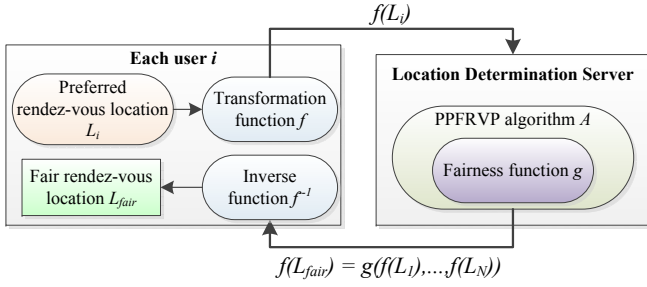 f(Li)
Each user i
Preferred
rendez-vous location
Li
Transformation
function f
Fair rendez-vous
location Lfair
Inverse
function f-1
Location Determination Server
PPFRVP algorithm A
Fairness function g
f(Lfair) = g(f(L1),...,f(LN))